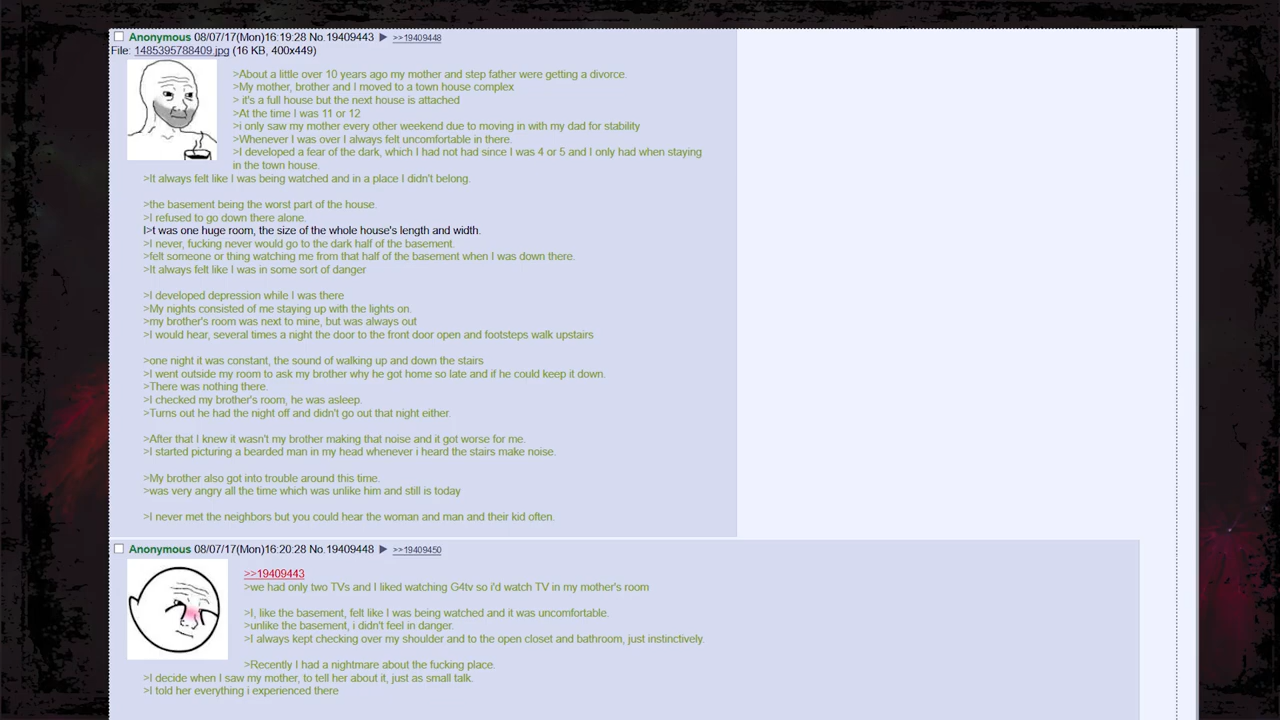 Anonymous 08/07/17(Mon)16:19:28 No.19409443 ▶ >>19409448
File: 1485395788409.jpg (16 KB, 400x449)
>About a little over 10 years ago my mother and step father were getting a divorce.
>My mother, brother and I moved to a town house complex
> it's a full house but the next house is attached
>At the time I was 11 or 12
>i only saw my mother every other weekend due to moving in with my dad for stability
>Whenever I was over I always felt uncomfortable in there.
>I developed a fear of the dark, which I had not had since I was 4 or 5 and I only had when staying
in the town house.
>It always felt like I was being watched and in a place I didn't belong.
>the basement being the worst part of the house.
>I refused to go down there alone.
I>t was one huge room, the size of the whole house's length and width.
>I never, fucking never would go to the dark half of the basement.
>felt someone or thing watching me from that half of the basement when I was down there.
>It always felt like I was in some sort of danger
>I developed depression while I was there
>My nights consisted of me staying up with the lights on.
>my brother's room was next to mine, but was always out
>I would hear, several times a night the door to the front door open and footsteps walk upstairs
>one night it was constant, the sound of walking up and down the stairs
>I went outside my room to ask my brother why he got home so late and if he could keep it down.
>There was nothing there.
>I checked my brother's room, he was asleep.
>Turns out he had the night off and didn't go out that night either.
>After that I knew it wasn't my brother making that noise and it got worse for me.
>I started picturing a bearded man in my head whenever i heard the stairs make noise.
>My brother also got into trouble around this time.
>was very angry all the time which was unlike him and still is today
>I never met the neighbors but you could hear the woman and man and their kid often.
Anonymous 08/07/17(Mon)16:20:28 No.19409448 ▶ >>19409450
>>19409443
>we had only two TVs and I liked watching G4tv so i'd watch TV in my mother's room
>I, like the basement, felt like I was being watched and it was uncomfortable.
>unlike the basement, i didn't feel in danger.
>I always kept checking over my shoulder and to the open closet and bathroom, just instinctively.
>Recently I had a nightmare about the fucking place.
>I decide when I saw my mother, to tell her about it, just as small talk.
>I told her everything i experienced there